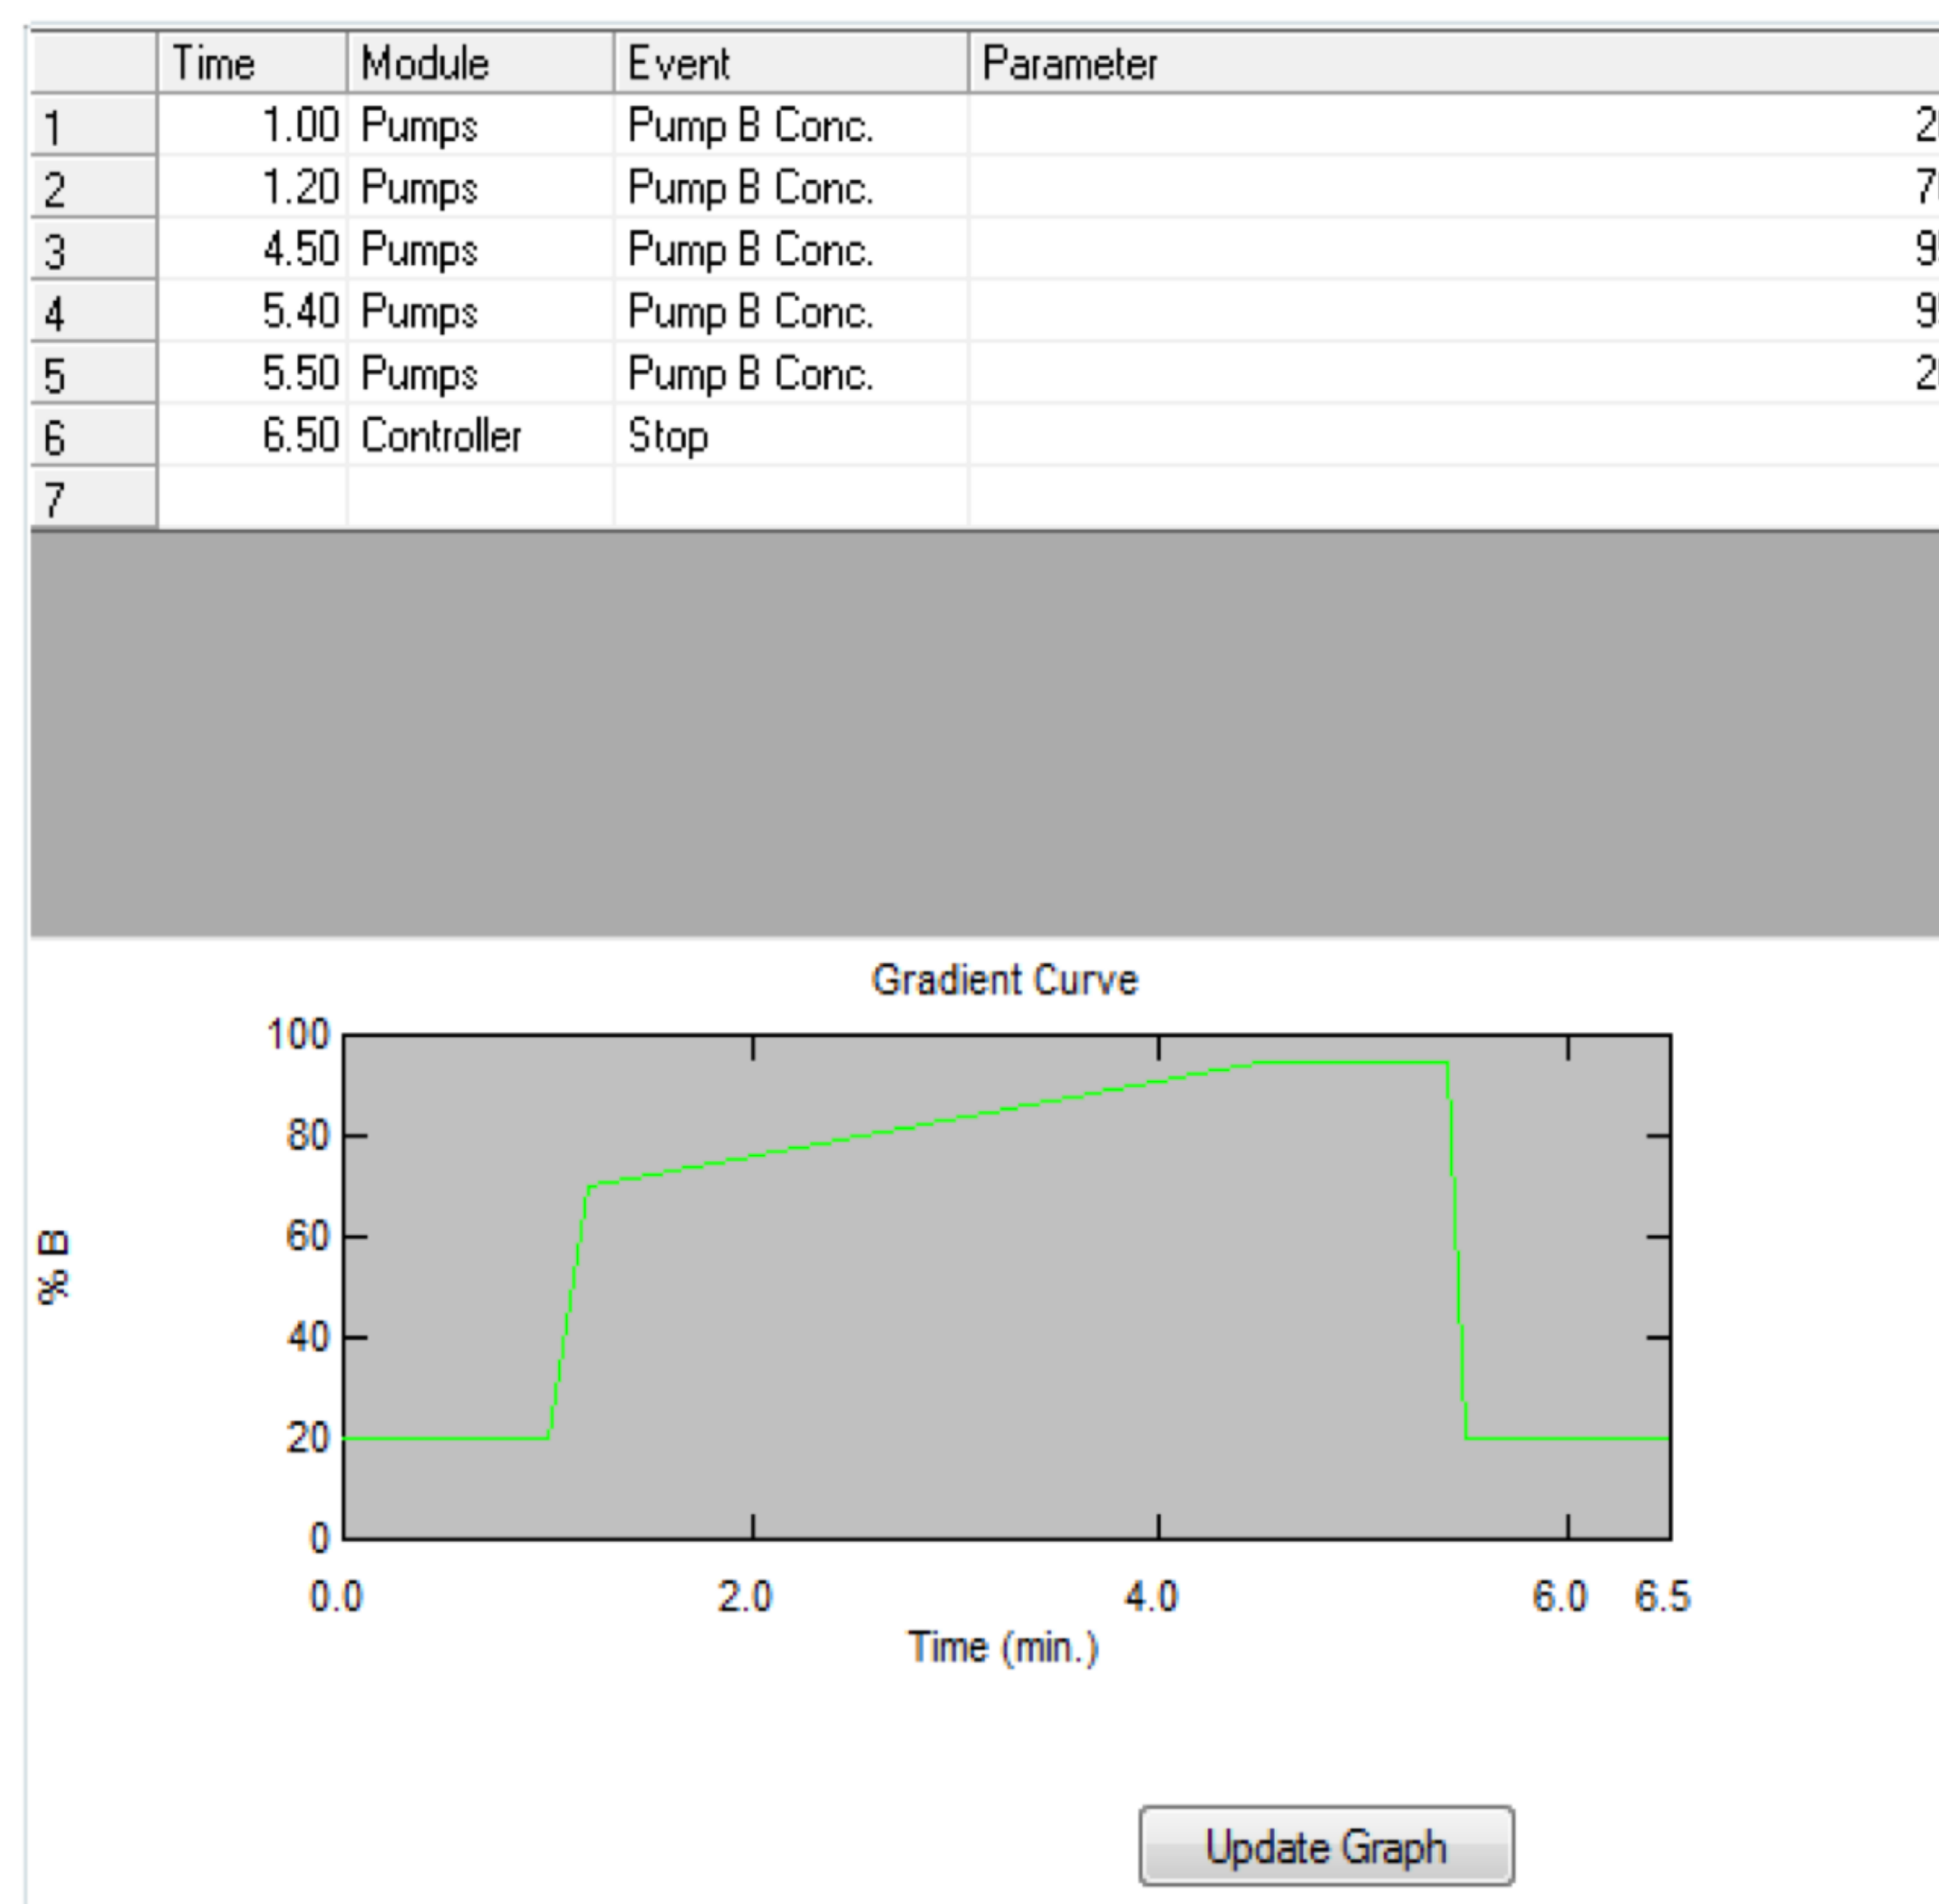 Time Module Event Parameter
1 1.00 Pumps Pump B Conc.
2 1.20 Pumps Pump B Conc.
3 4.50 Pumps Pump B Conc.
4 5.40 Pumps Pump B Conc.
5 5.50 Pumps Pump B Conc.
6 6.50 Controller Stop
7
Gradient Curve
100
80
60
40
20
0
% B
0.0 2.0 4.0 6.0 6.5
Time (min.)
Update Graph